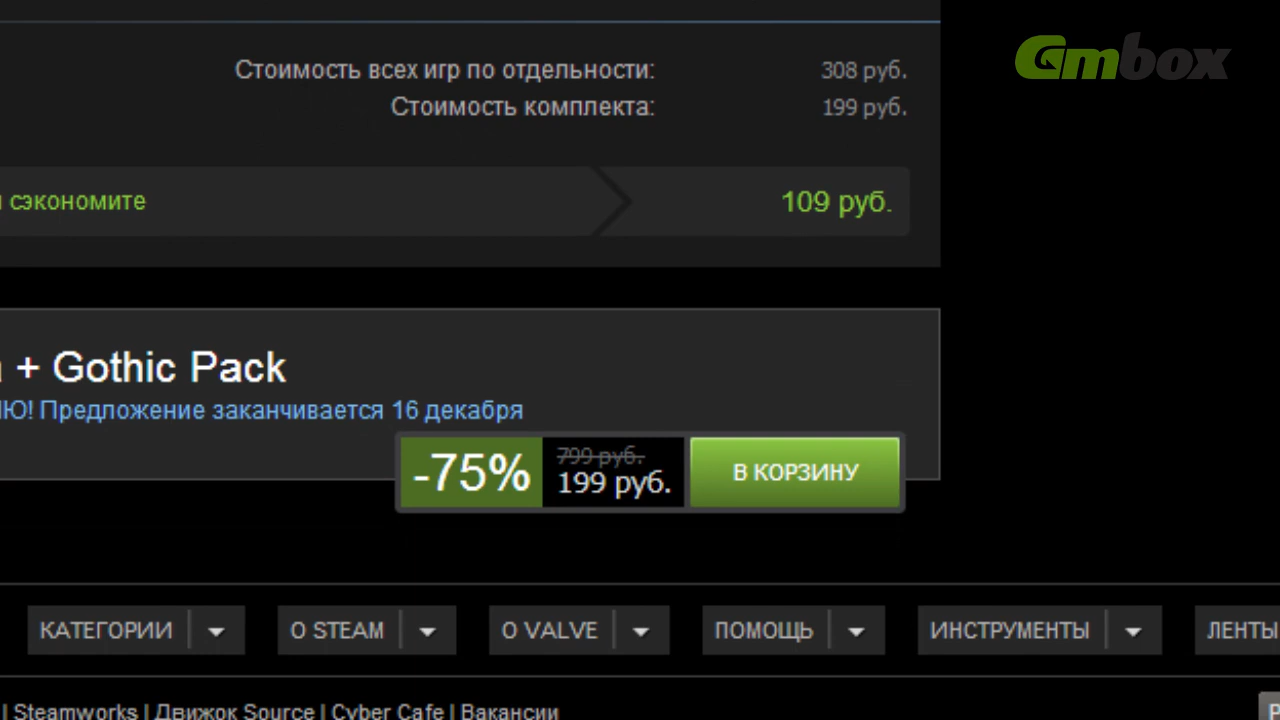 Gmbox
Стоимость всех игр по отдельности: 308 руб.
Стоимость комплекта: 199 руб.
сэкономите 109 руб.
+ Gothic Pack
Ю! Предложение заканчивается 16 декабря
-75% 799 руб. 199 руб. В КОРЗИНУ
КАТЕГОРИИ О STEAM О VALVE ПОМОЩЬ ИНСТРУМЕНТЫ ЛЕНТЫ
| Steamworks | Движок Source | Cyber Cafe | Вакансии